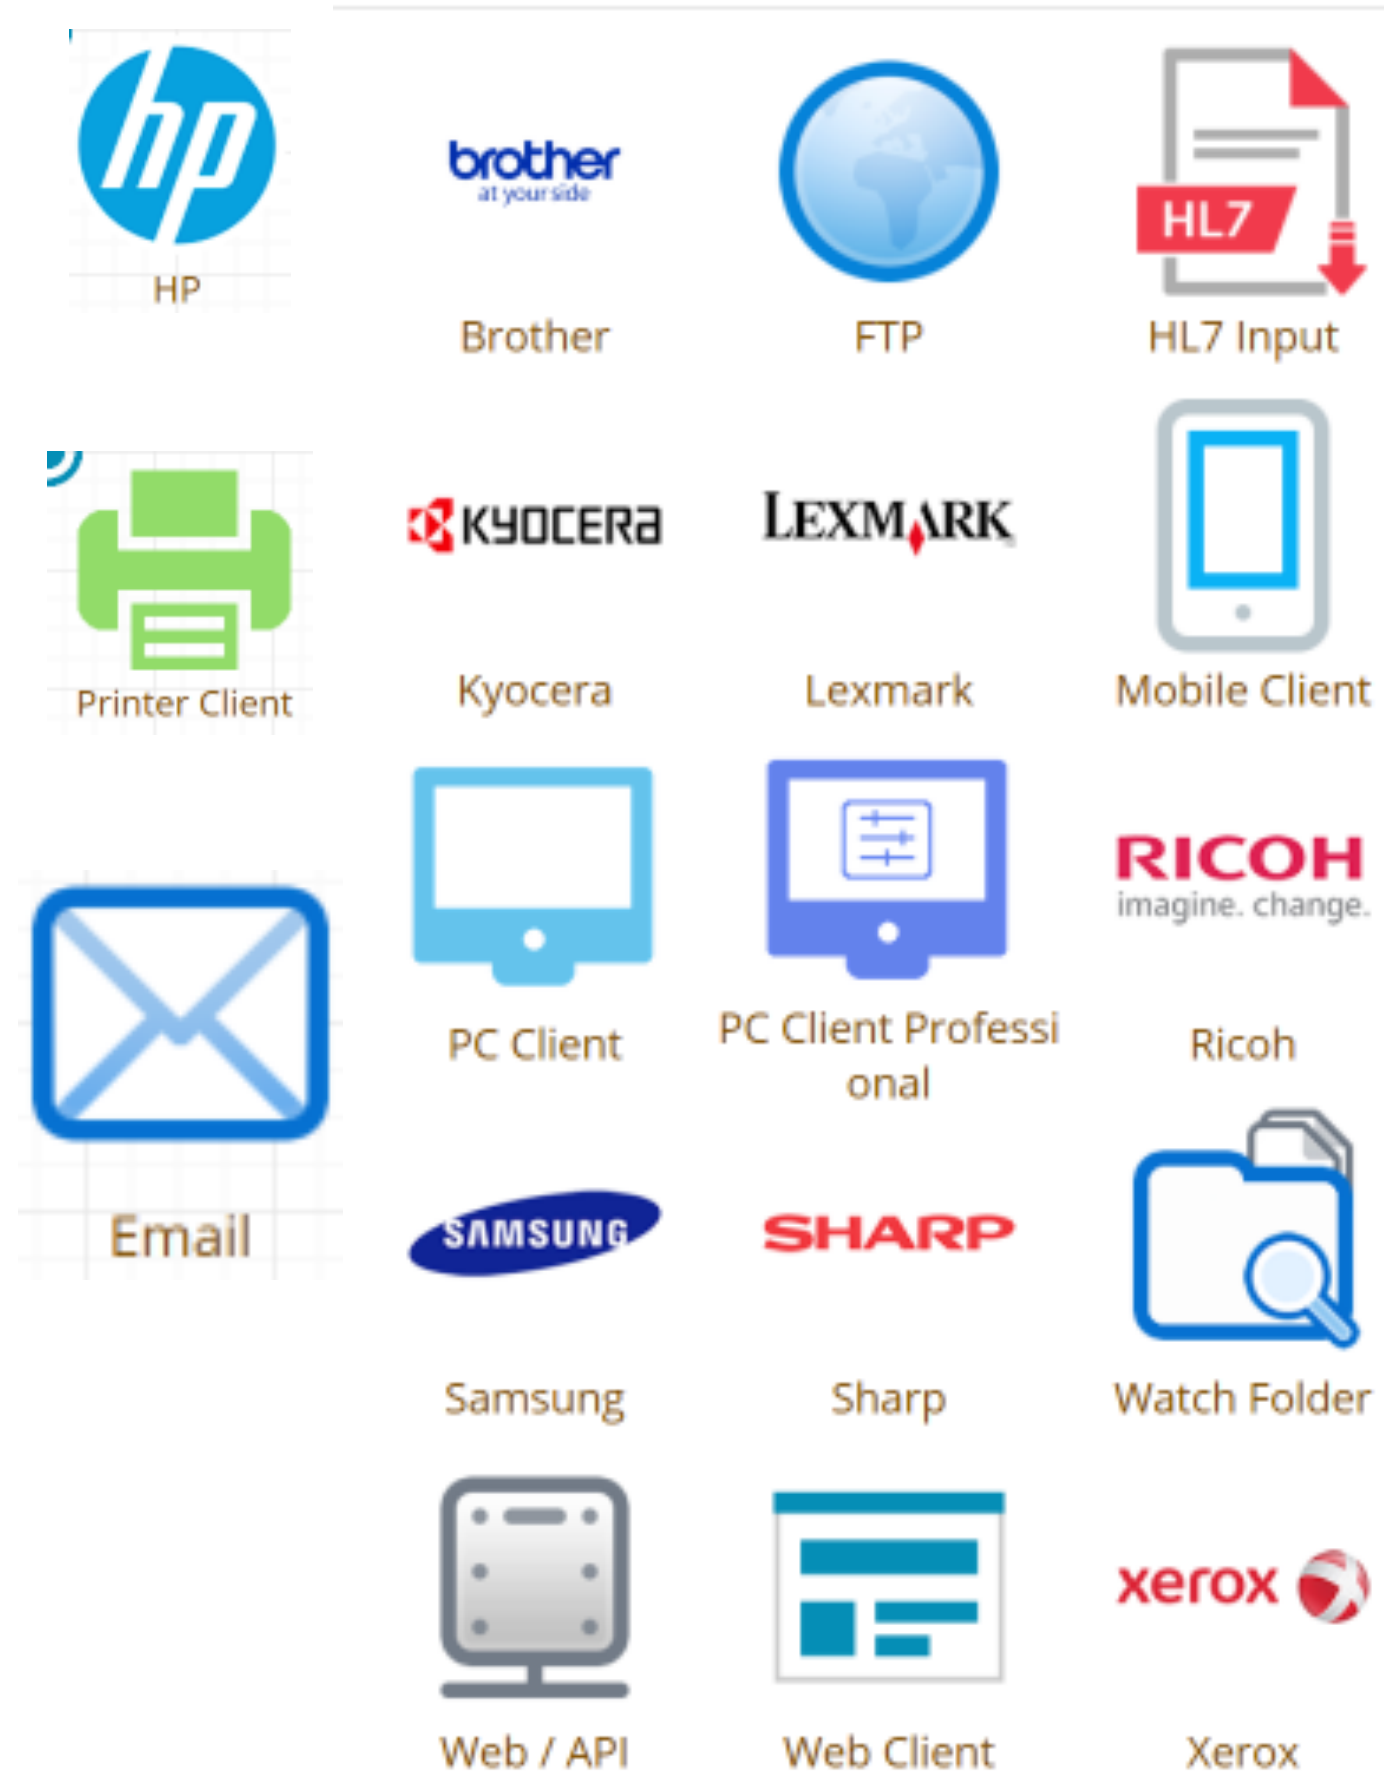 hp
HP
brother
at your side
Brother
FTP
HL7
HL7 Input
Printer Client
KYOCERA
Kyocera
LEXMARK
Lexmark
Mobile Client
PC Client
PC Client Professi
onal
RICOH
imagine. change.
Ricoh
Email
SAMSUNG
Samsung
SHARP
Sharp
Watch Folder
Web / API
Web Client
xerox
Xerox